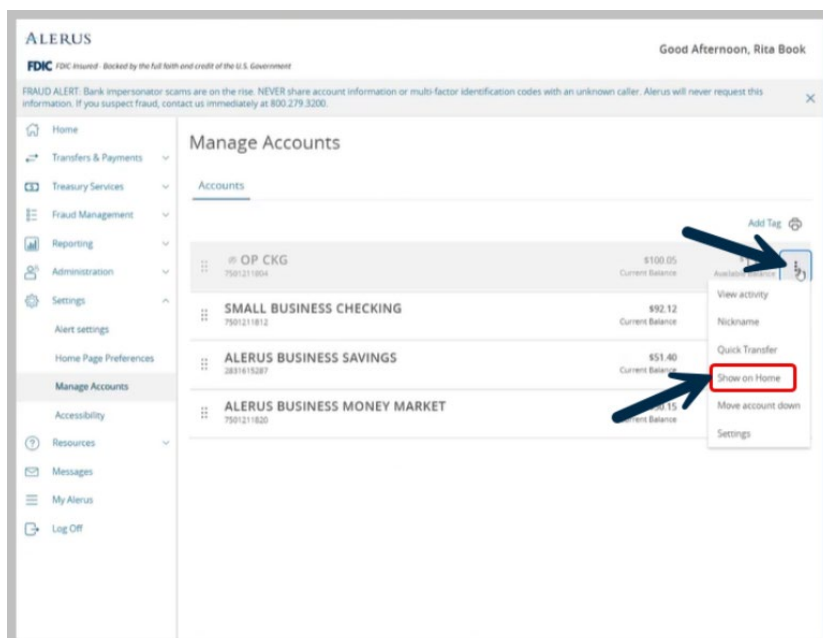 ALERUS
FDIC FDIC-Insured - Backed by the full faith and credit of the U.S. Government
Good Afternoon, Rita Book
FRAUD ALERT: Bank impersonator scams are on the rise. NEVER share account information or multi-factor identification codes with an unknown caller. Alerus will never request this
information. If you suspect fraud, contact us immediately at 800.279.3200.
Home
Transfers & Payments
Treasury Services
Fraud Management
Reporting
Administration
Settings
Alert settings
Home Page Preferences
Manage Accounts
Accessibility
Resources
Messages
My Alerus
Log Off
Manage Accounts
Accounts
Add Tag
OP CKG
7501211804
$100.05
Current Balance
Available Balance
SMALL BUSINESS CHECKING
7501211812
$92.12
Current Balance
ALERUS BUSINESS SAVINGS
2831615287
$51.40
Current Balance
ALERUS BUSINESS MONEY MARKET
7501211820
Current Balance
View activity
Nickname
Quick Transfer
Show on Home
Move account down
Settings